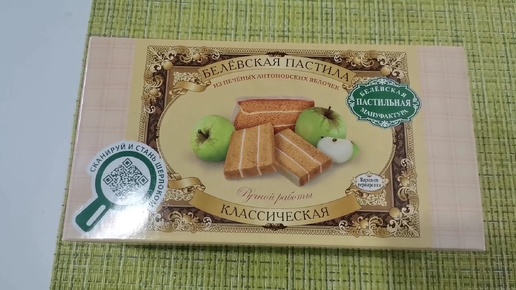 БЕЛЁВСКАЯ ПАСТИЛА
ИЗ ПЕЧЁНЫХ АНТОНОВСКИХ ЯБЛОЧЕК
БЕЛЁВСКАЯ
ПАСТИЛЬНАЯ
МАНУФАКТУРА
СКАНИРУЙ И СТАНЬ ШЕРЛОКОМ
Ручной работы
КЛАССИЧЕСКАЯ